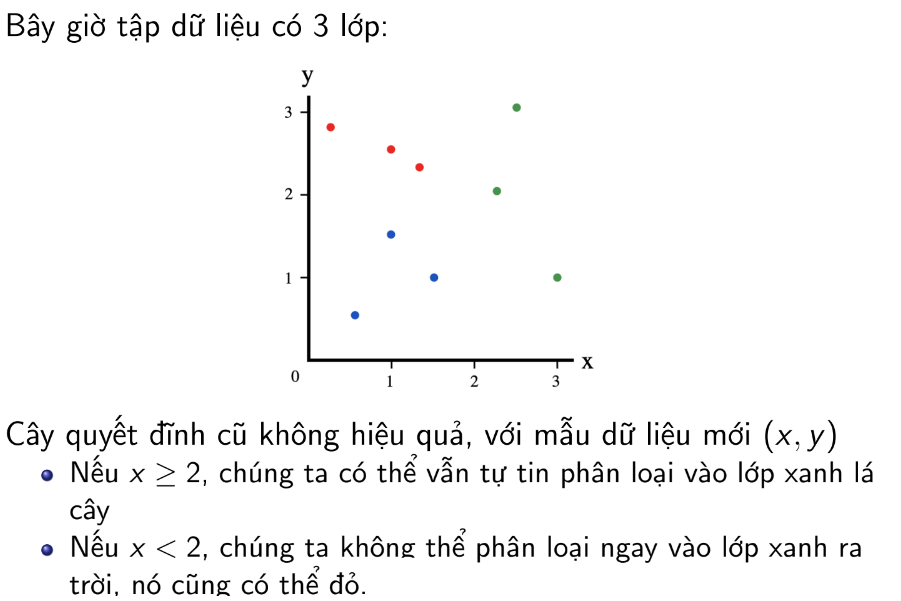 Bây giờ tập dữ liệu có 3 lớp:
y
3
2
1
0
1
2
3
x
Cây quyết đĩnh cũ không hiệu quả, với mẫu dữ liệu mới (x, y)
Nếu x ≥ 2, chúng ta có thể vẫn tự tin phân loại vào lớp xanh lá
cây
Nếu x < 2, chúng ta không thể phân loại ngay vào lớp xanh ra
trời, nó cũng có thể đỏ.